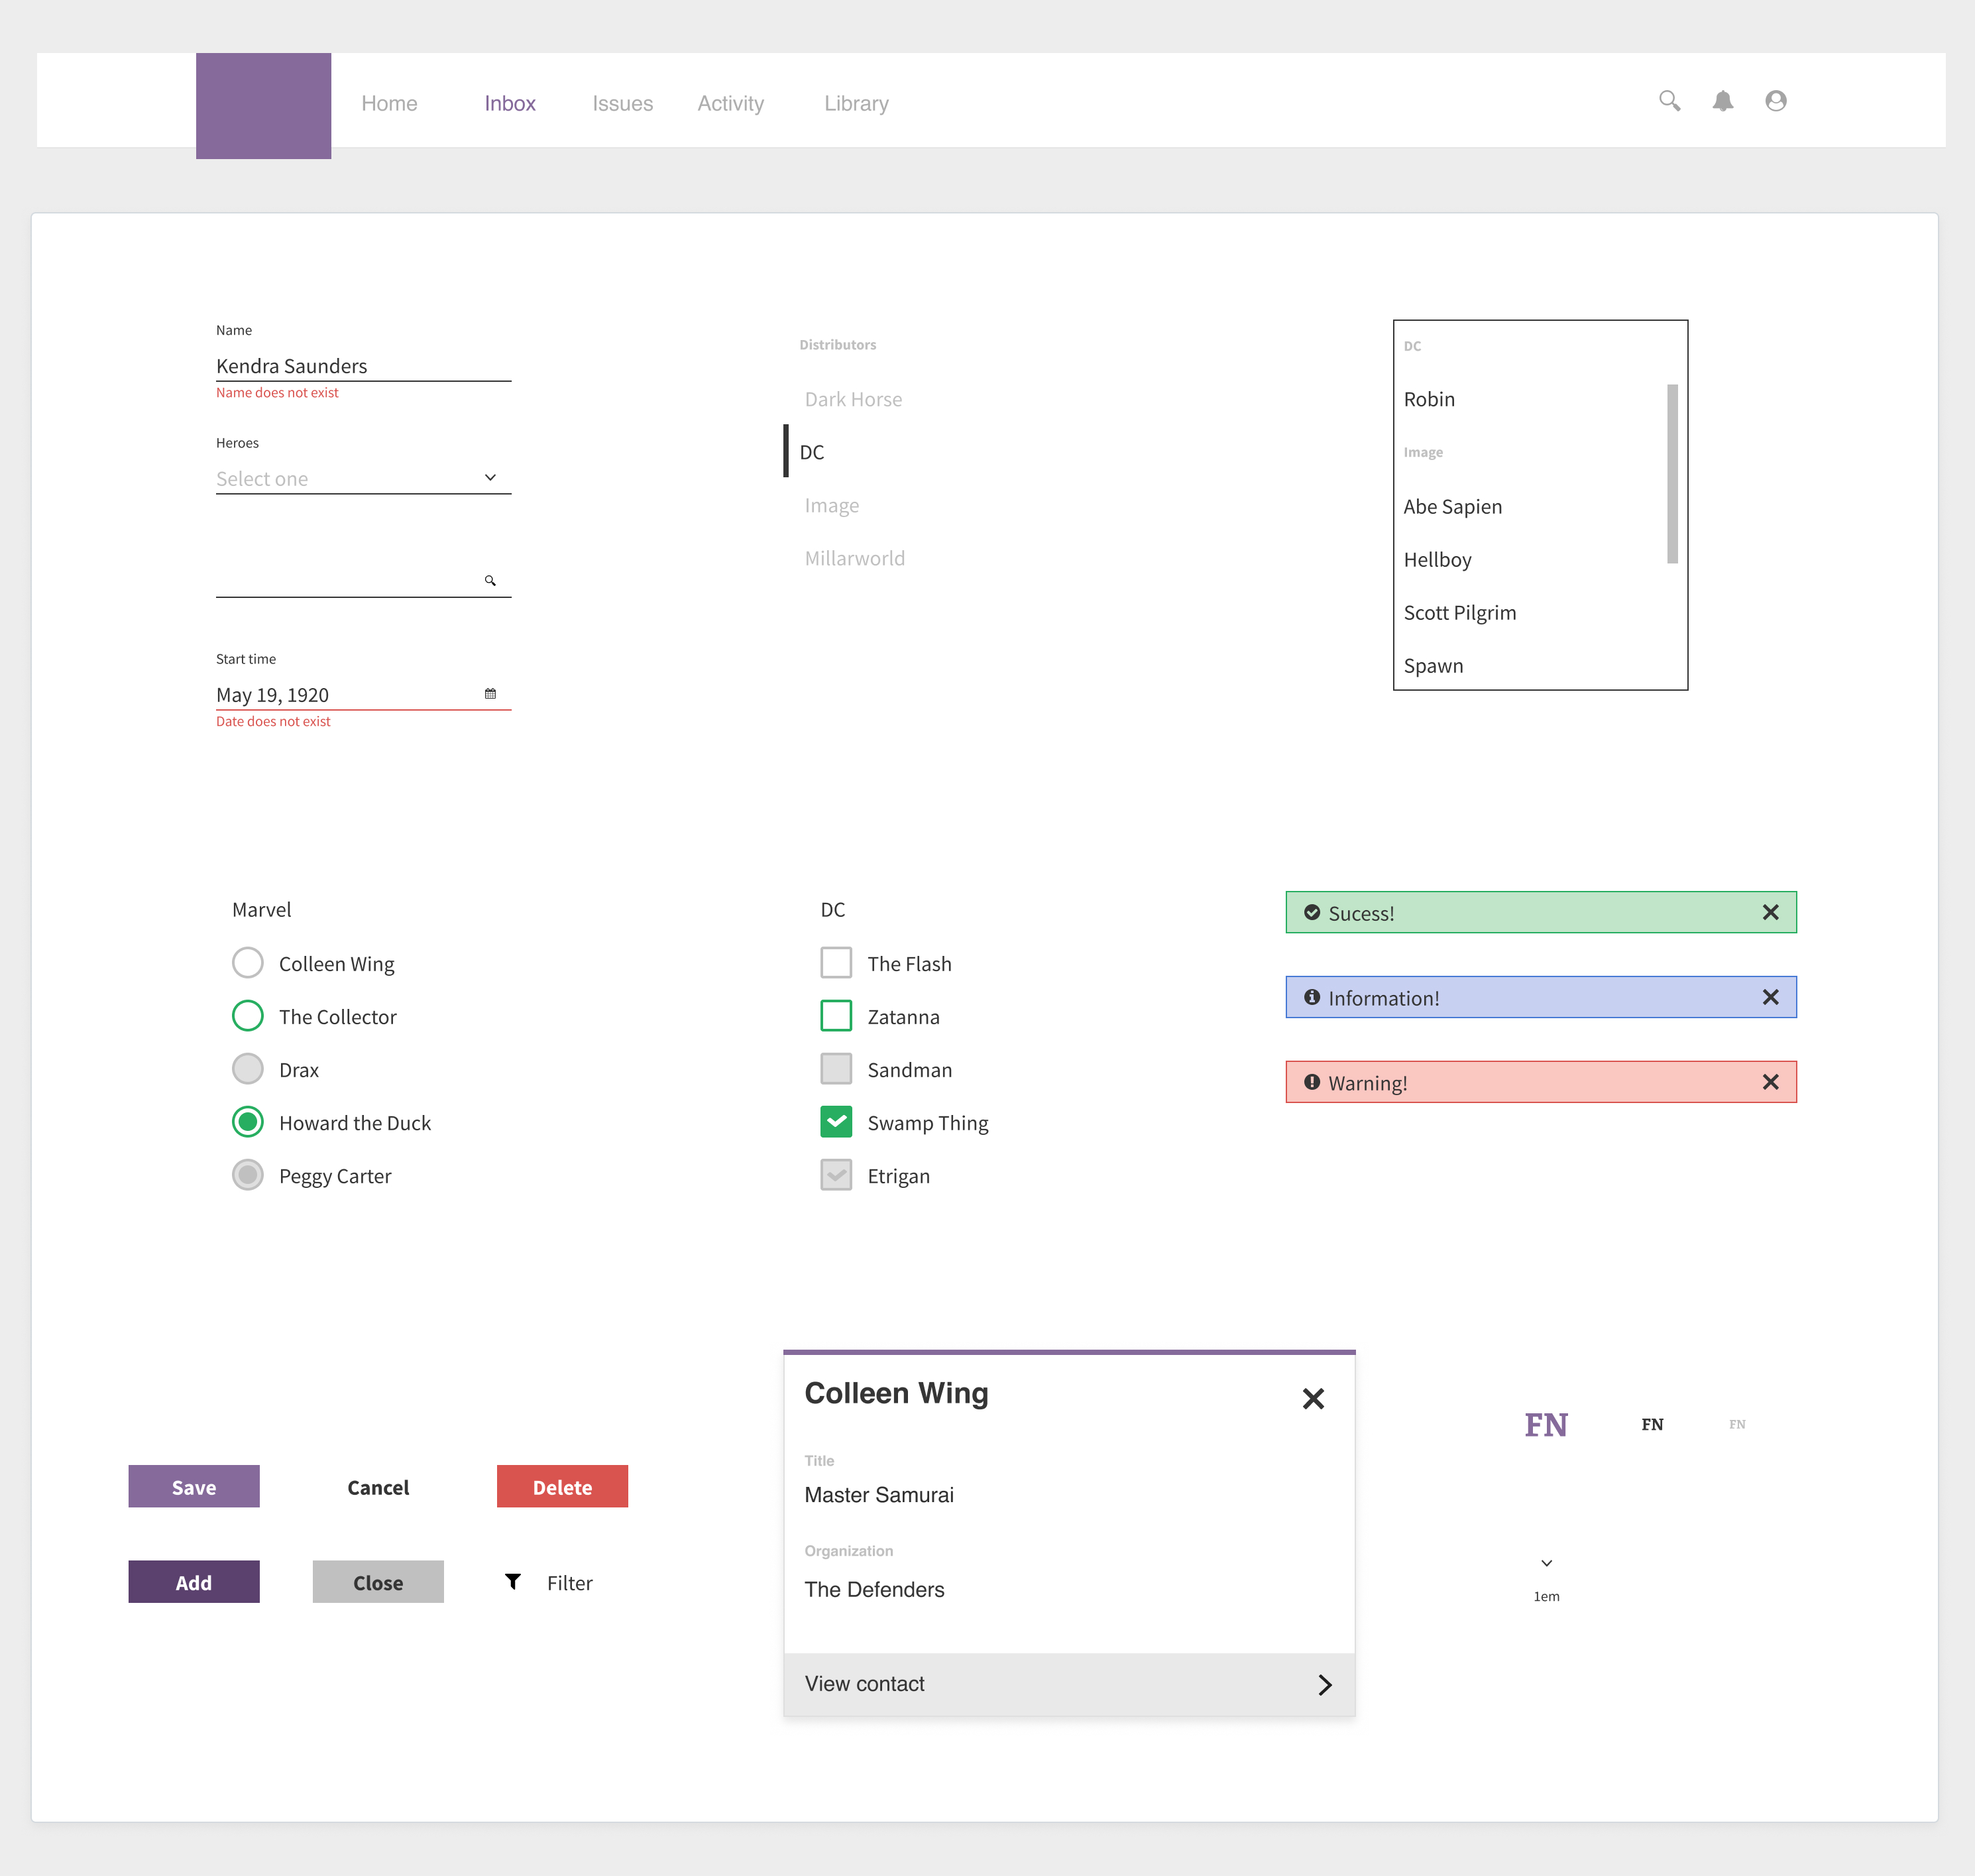 Home
Inbox
Issues
Activity
Library
Name
Kendra Saunders
Name does not exist
Heroes
Select one
Start time
May 19, 1920
Date does not exist
Distributors
Dark Horse
DC
Image
Millarworld
DC
Robin
Image
Abe Sapien
Hellboy
Scott Pilgrim
Spawn
Marvel
Colleen Wing
The Collector
Drax
Howard the Duck
Peggy Carter
DC
The Flash
Zatanna
Sandman
Swamp Thing
Etrigan
Sucess!
Information!
Warning!
Save
Cancel
Delete
Add
Close
Filter
Colleen Wing
Title
Master Samurai
Organization
The Defenders
View contact
FN
FN
FN
1em